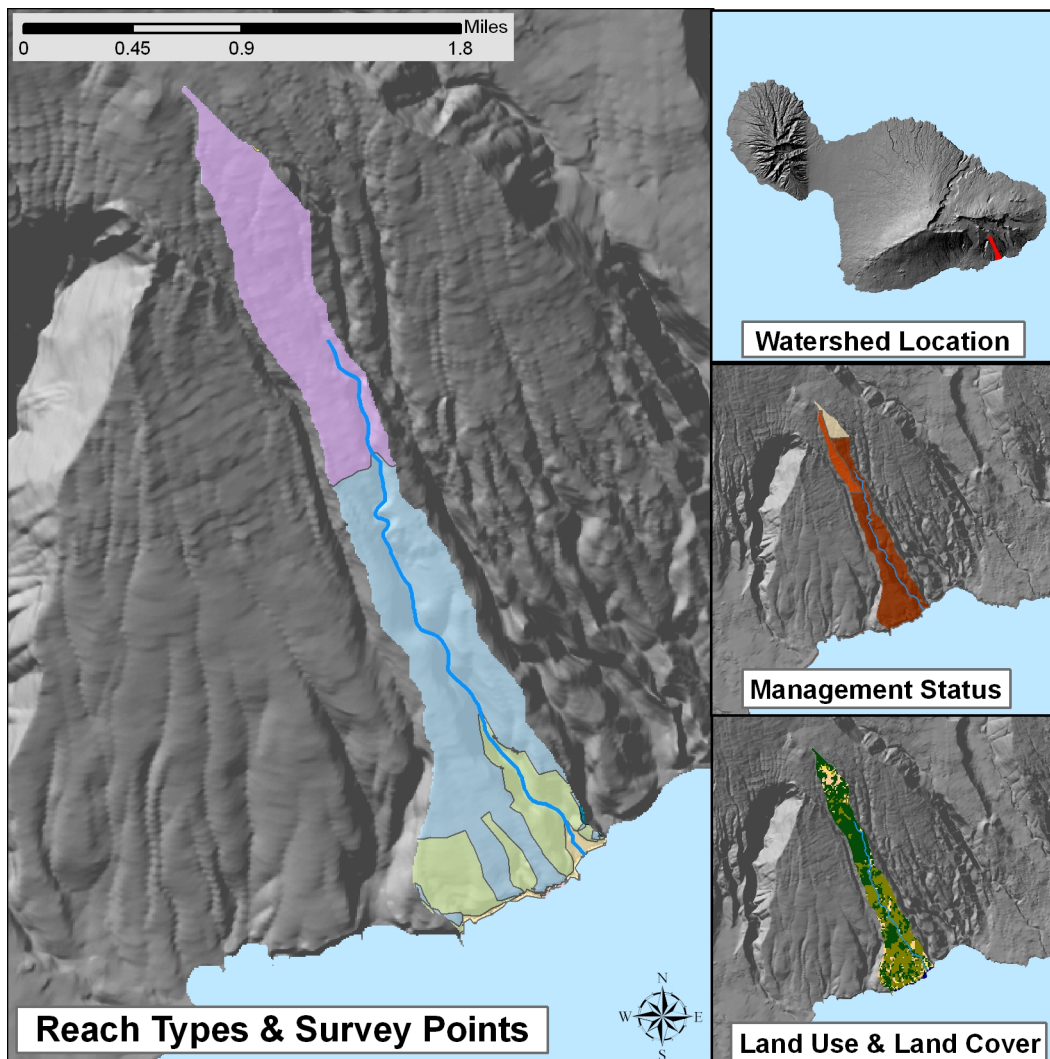 Miles
0 0.45 0.9 1.8
Watershed Location
Management Status
N
W E
S
Reach Types & Survey Points
Land Use & Land Cover